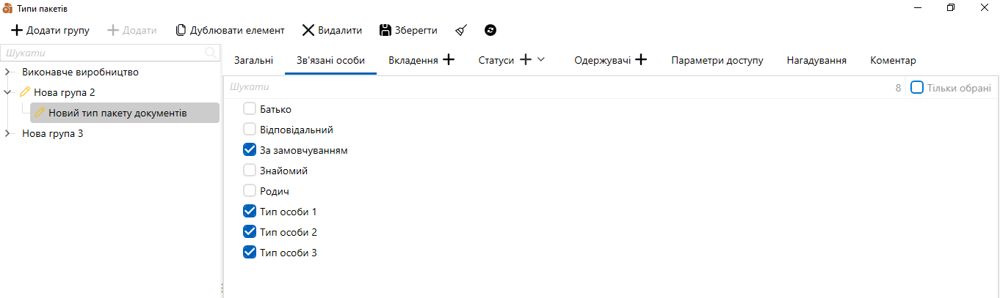 Типи пакетів
Додати групу Додати Дублювати елемент Видалити Зберегти
Шукати
Загальні Зв'язані особи Вкладення Статуси Одержувачі Параметри доступу Нагадування Коментар
Виконавче виробництво
Нова група 2
Новий тип пакету документів
Нова група 3
Шукати 8 Тільки обрані
Батько
Відповідальний
За замовчуванням
Знайомий
Родич
Тип особи 1
Тип особи 2
Тип особи 3